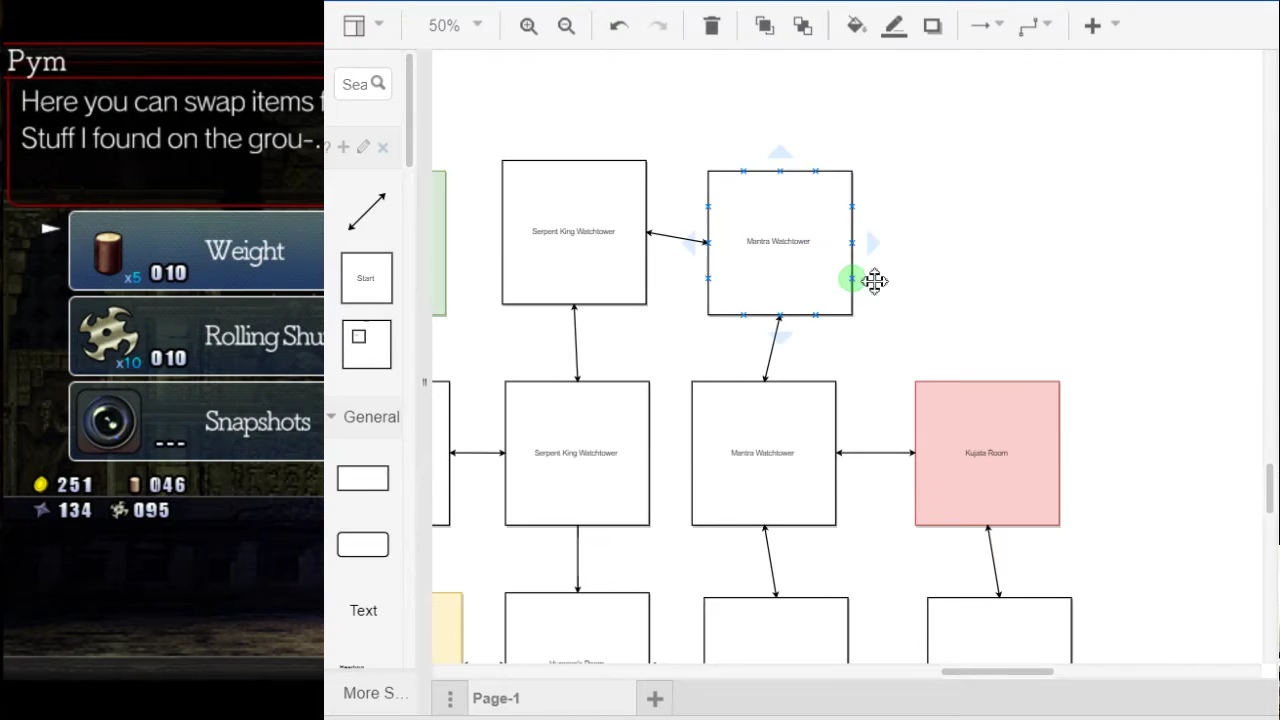 Pym
Here you can swap items f
Stuff I found on the grou-.
Weight
x5 010
Rolling Shu
x10 010
Snapshots
---
251 046
134 095
50%
Sea
?
Start
General
Text
More S...
Serpent King Watchtower
Mantra Watchtower
Serpent King Watchtower
Mantra Watchtower
Kujata Room
Page-1